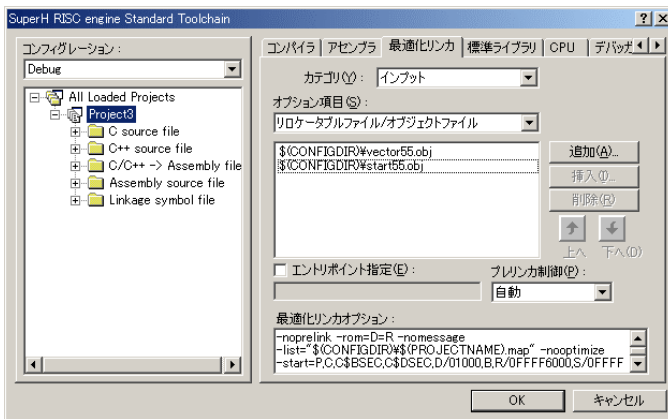 SuperH RISC engine Standard Toolchain
コンフィグレーション :
Debug
All Loaded Projects
Project3
C source file
C++ source file
C/C++ -> Assembly file
Assembly source file
Linkage symbol file
コンパイラ アセンブラ 最適化リンカ 標準ライブラリ CPU デバッガ
カテゴリ(Y) : インプット
オプション項目(S) :
リロケータブルファイル/オブジェクトファイル
$(CONFIGDIR)¥vector55.obj
$(CONFIGDIR)¥start55.obj
追加(A)...
挿入(I)...
削除(R)
上へ 下へ(D)
エントリポイント指定(E) :
プレリンカ制御(P) :
自動
最適化リンカオプション :
-noprelink -rom=D=R -nomessage
-list="$(CONFIGDIR)¥$(PROJECTNAME).map" -nooptimize
-start=P,C,C$BSEC,C$DSEC,D/01000,B,R/0FFFF6000,S/0FFFF
OK キャンセル